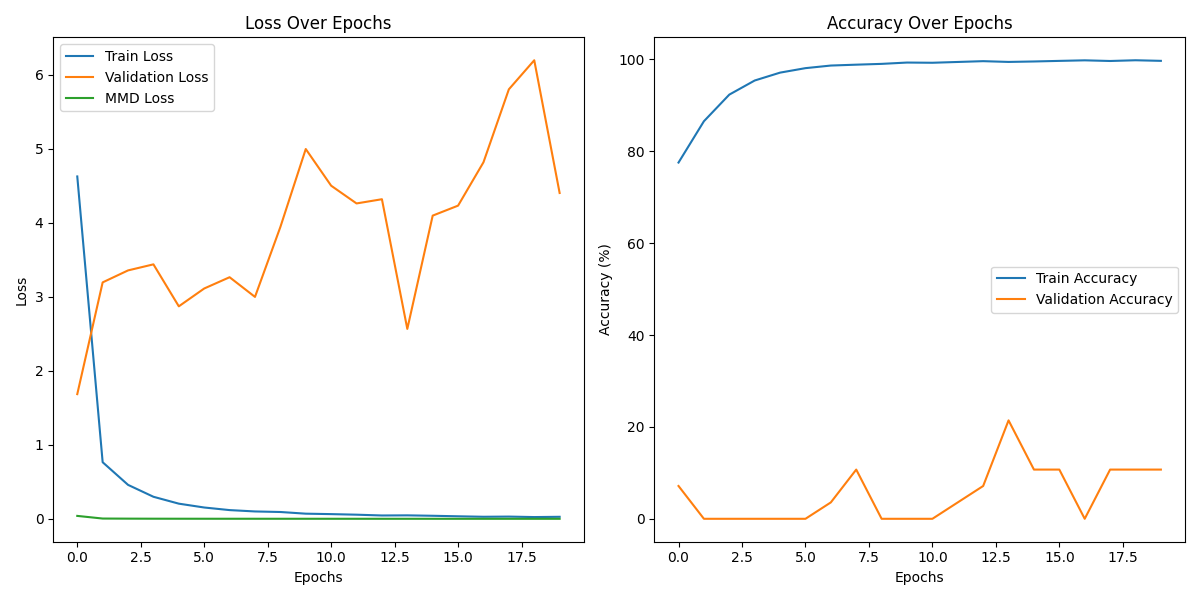 Loss Over Epochs
Train Loss
Validation Loss
MMD Loss
6
5
4
3
2
1
0
Loss
0.0 2.5 5.0 7.5 10.0 12.5 15.0 17.5
Epochs
Accuracy Over Epochs
100
80
60
40
20
0
Accuracy (%)
Train Accuracy
Validation Accuracy
0.0 2.5 5.0 7.5 10.0 12.5 15.0 17.5
Epochs